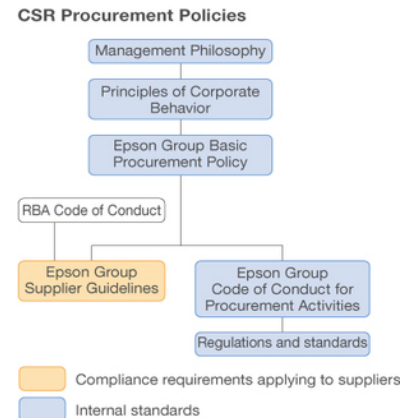 CSR Procurement Policies
Management Philosophy
Principles of Corporate
Behavior
Epson Group Basic
Procurement Policy
RBA Code of Conduct
Epson Group
Supplier Guidelines
Epson Group
Code of Conduct for
Procurement Activities
Regulations and standards
Compliance requirements applying to suppliers
Internal standards